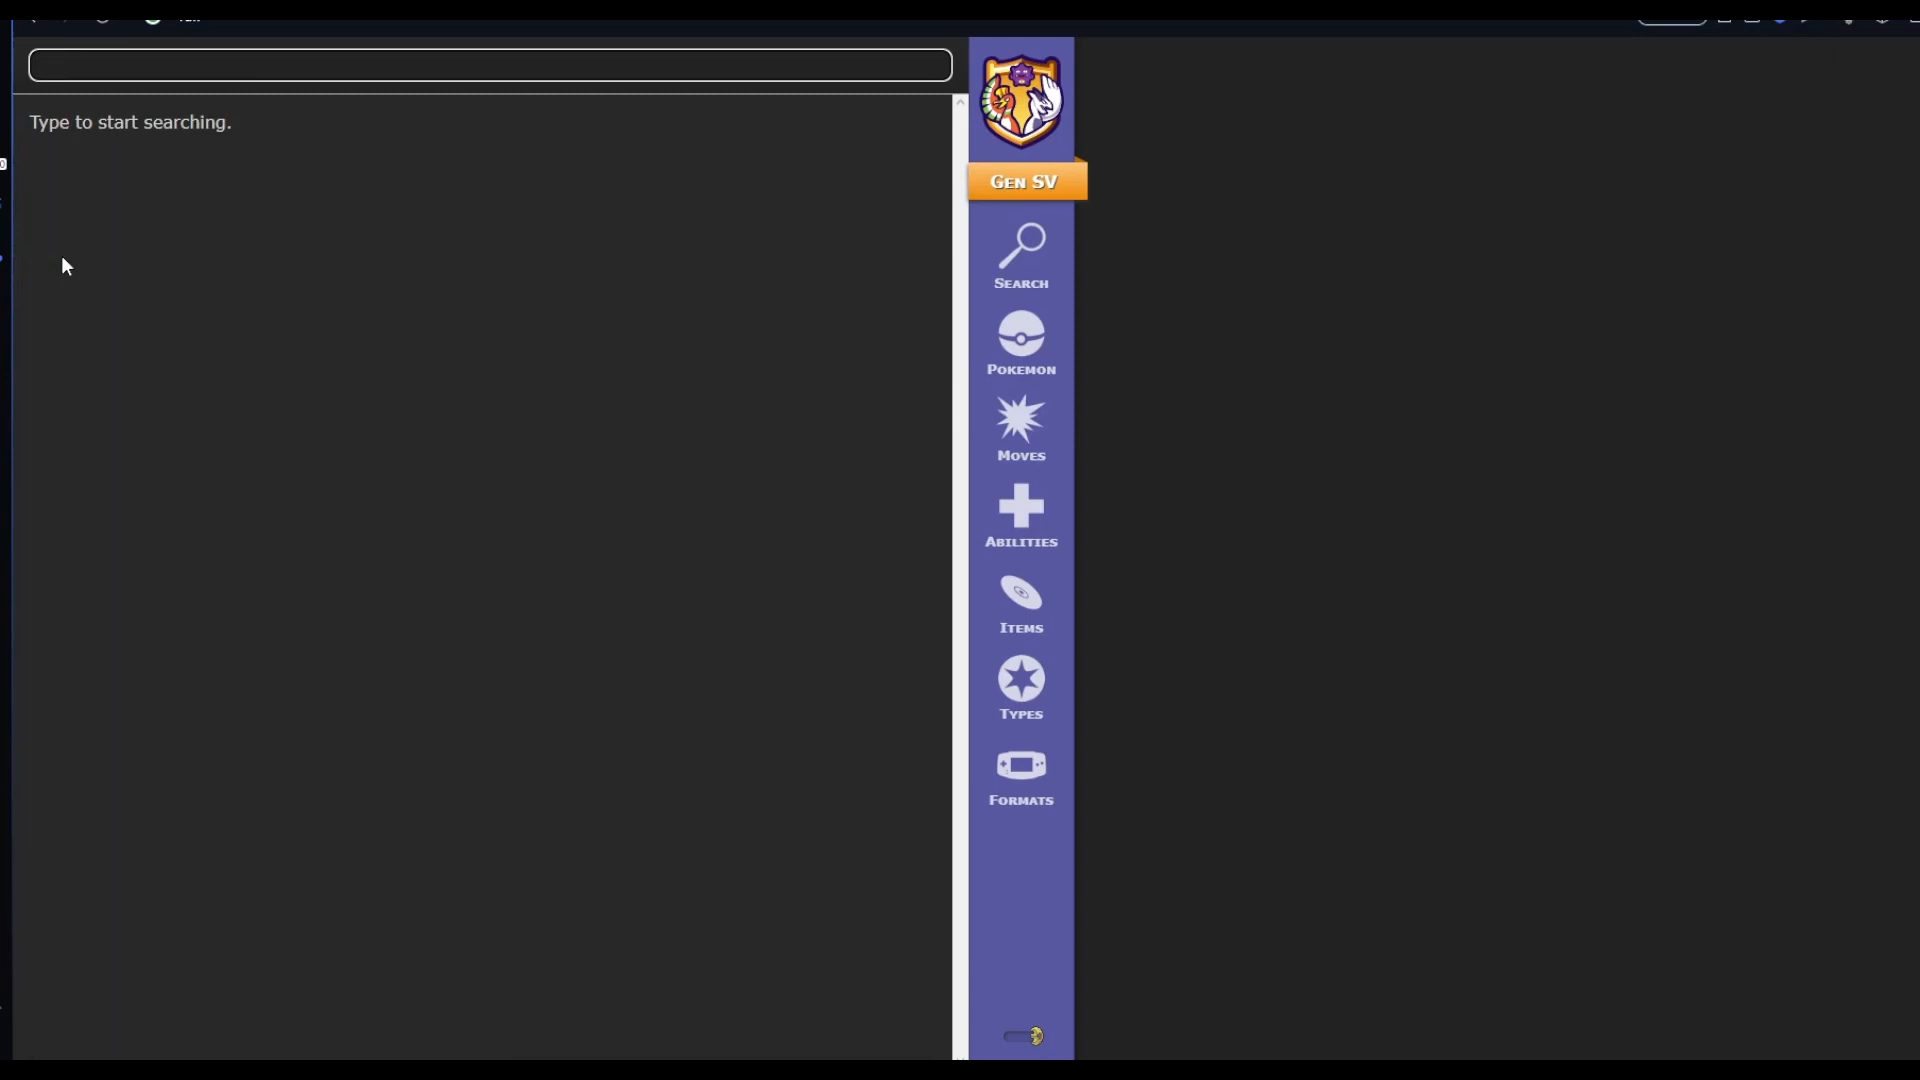 Type to start searching.
GEN SV
SEARCH
POKEMON
MOVES
ABILITIES
ITEMS
TYPES
FORMATS